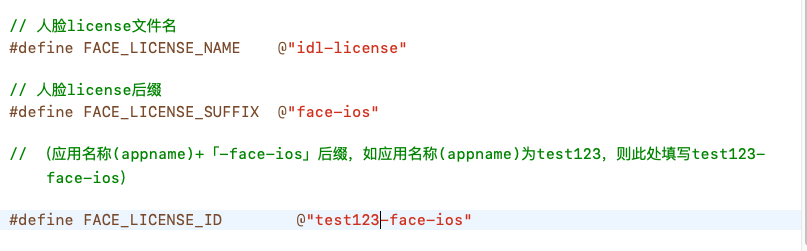 // 人脸license文件名
#define FACE_LICENSE_NAME    @"idl-license"
// 人脸license后缀
#define FACE_LICENSE_SUFFIX  @"face-ios"
//  （应用名称(appname)+「-face-ios」后缀，如应用名称(appname)为test123，则此处填写test123-
face-ios）
#define FACE_LICENSE_ID        @"test123-face-ios"